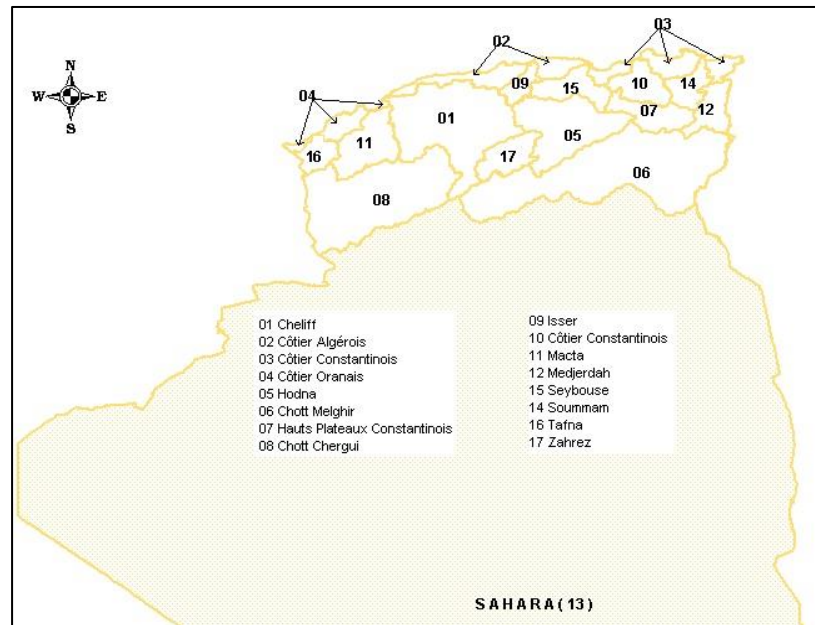 02
03
N
W E
S
04
09
15
10
14
07
12
01
11
16
05
17
06
08
01 Cheliff
02 Côtier Algérois
03 Côtier Constantinois
04 Côtier Oranais
05 Hodna
06 Chott Melghir
07 Hauts Plateaux Constantinois
08 Chott Chergui
09 Isser
10 Côtier Constantinois
11 Macta
12 Medjerdah
15 Seybouse
14 Soummam
16 Tafna
17 Zahrez
SAHARA(13)